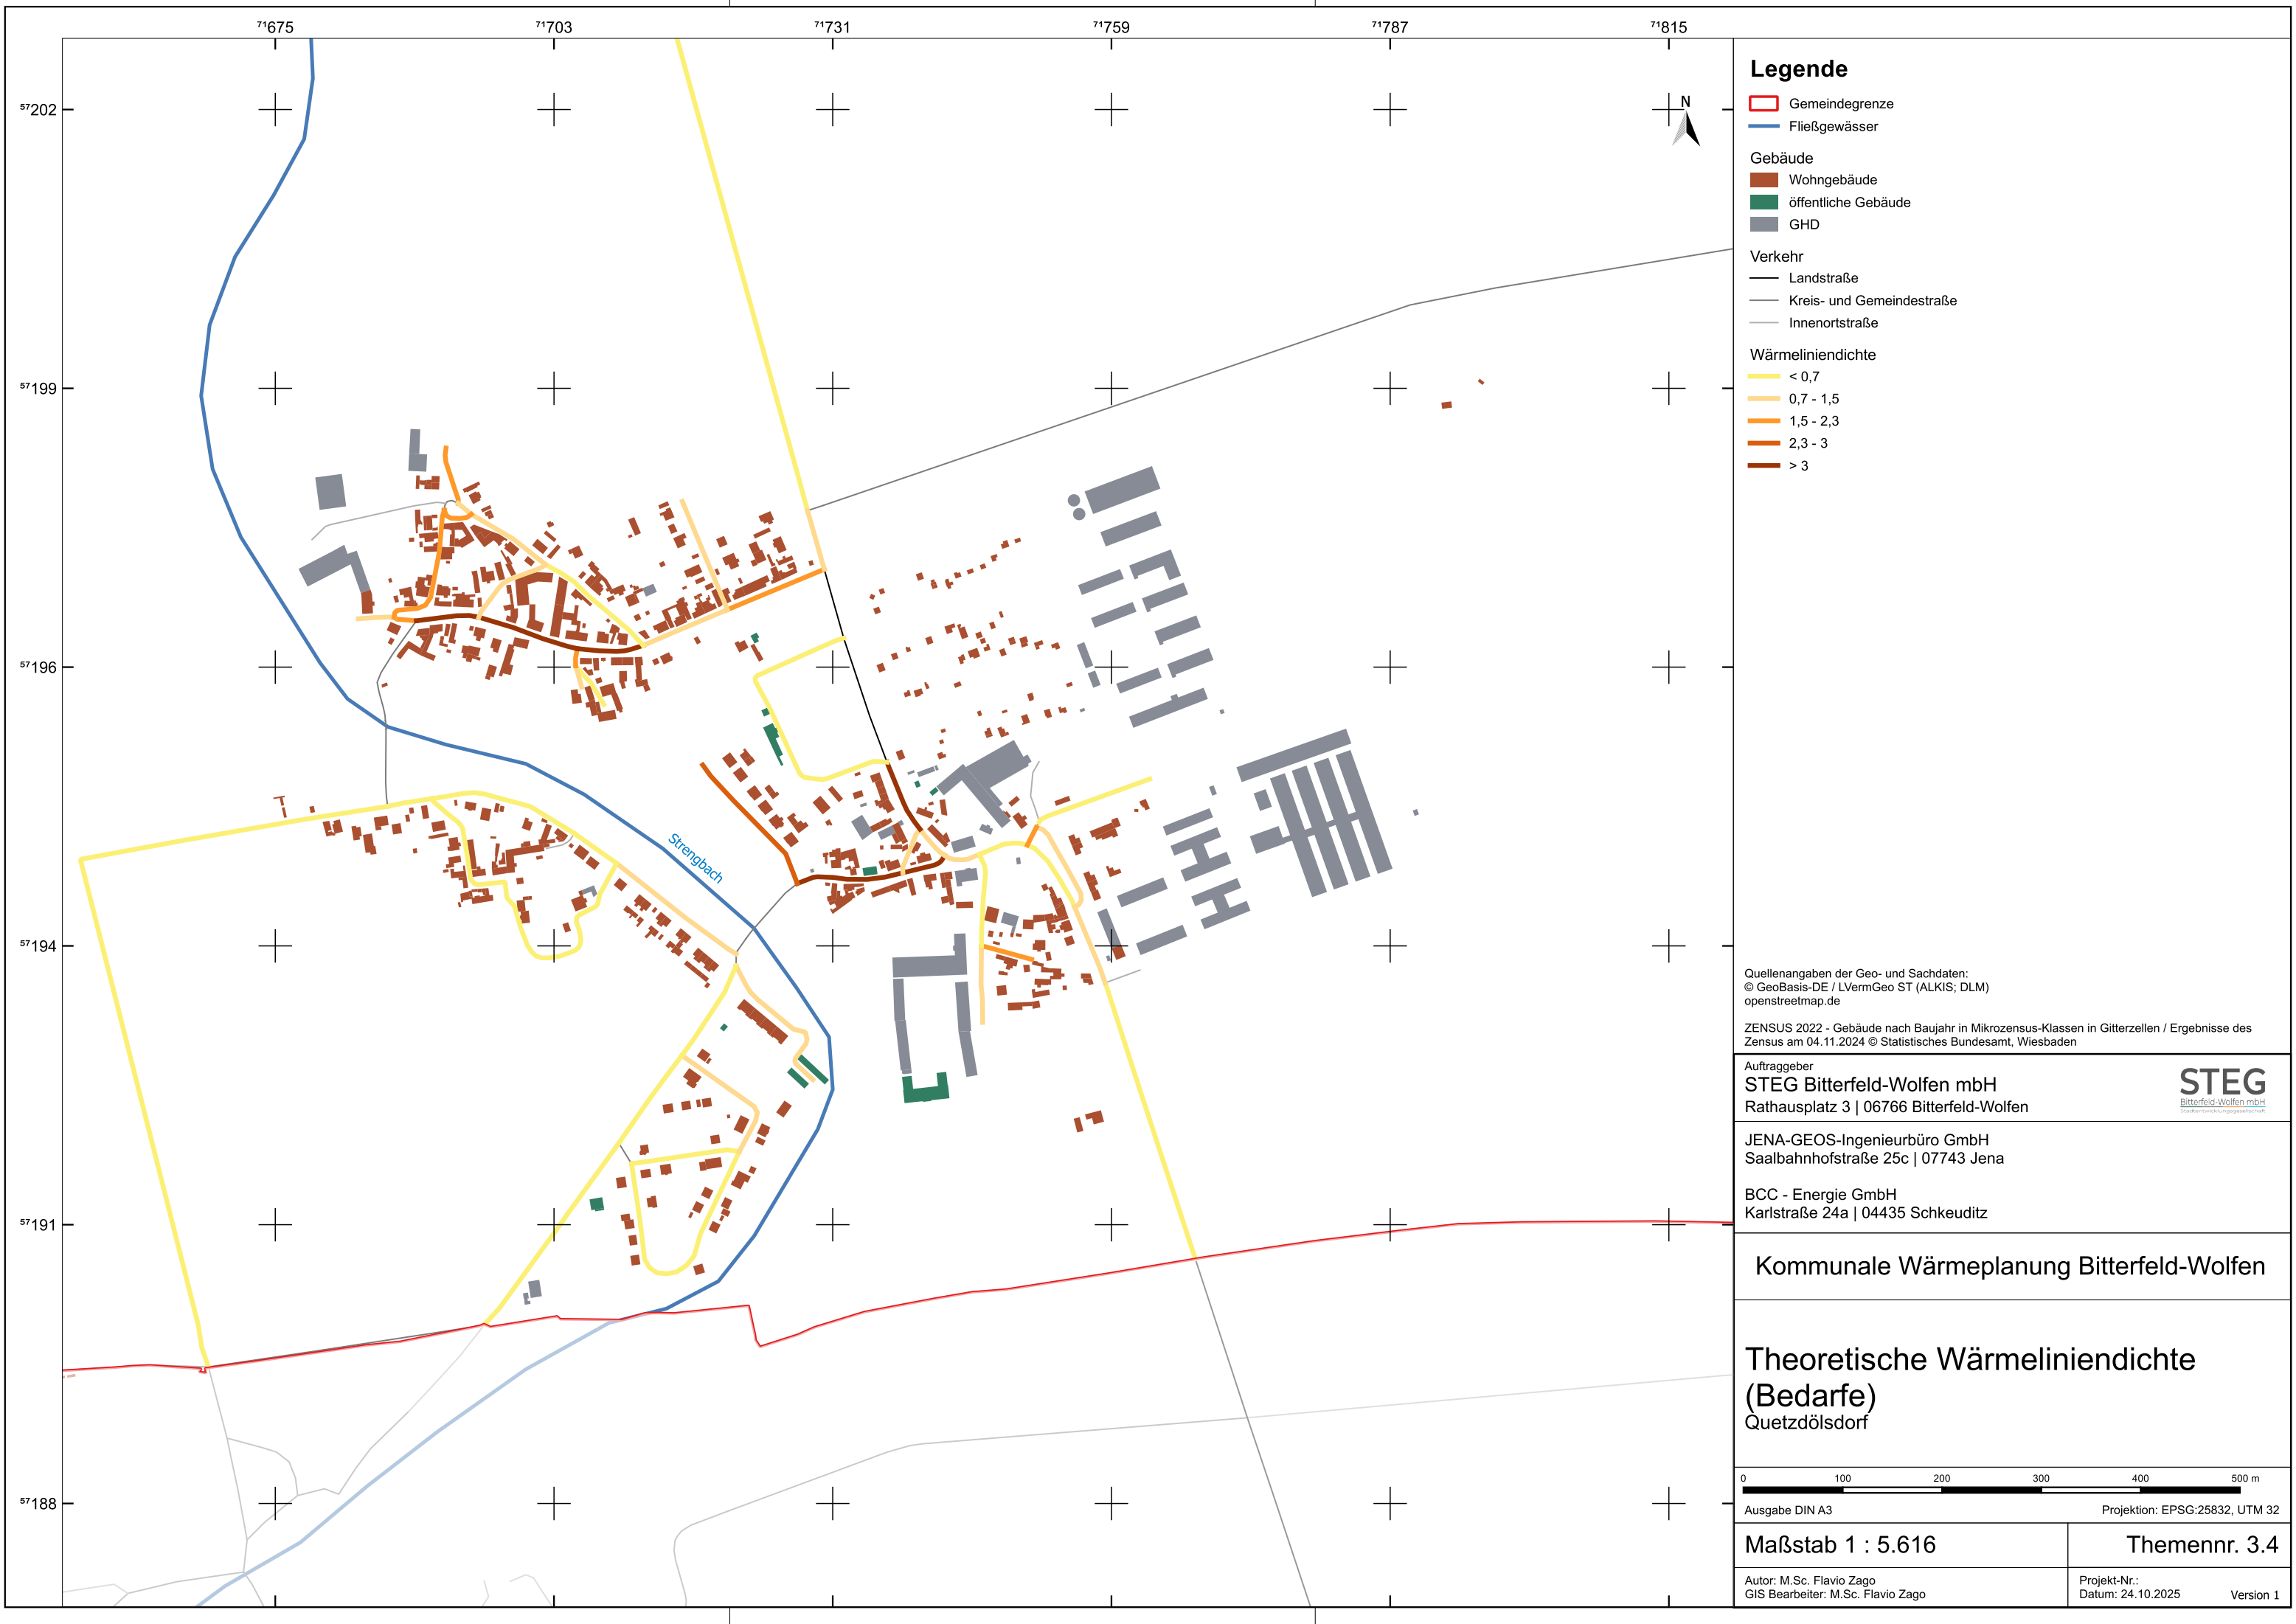 71675
71703
71731
71759
71787
71815
57202
57199
57196
57194
57191
57188
N
Strengbach
Legende
Gemeindegrenze
Fließgewässer
Gebäude
Wohngebäude
öffentliche Gebäude
GHD
Verkehr
Landstraße
Kreis- und Gemeindestraße
Innenortstraße
Wärmeliniendichte
< 0,7
0,7 - 1,5
1,5 - 2,3
2,3 - 3
> 3
Quellenangaben der Geo- und Sachdaten:
© GeoBasis-DE / LVermGeo ST (ALKIS; DLM)
openstreetmap.de
ZENSUS 2022 - Gebäude nach Baujahr in Mikrozensus-Klassen in Gitterzellen / Ergebnisse des
Zensus am 04.11.2024 © Statistisches Bundesamt, Wiesbaden
Auftraggeber
STEG Bitterfeld-Wolfen mbH
Rathausplatz 3 | 06766 Bitterfeld-Wolfen
STEG
Bitterfeld-Wolfen mbH
Stadtentwicklungsgesellschaft
JENA-GEOS-Ingenieurbüro GmbH
Saalbahnhofstraße 25c | 07743 Jena
BCC - Energie GmbH
Karlstraße 24a | 04435 Schkeuditz
Kommunale Wärmeplanung Bitterfeld-Wolfen
Theoretische Wärmeliniendichte
(Bedarfe)
Quetzdölsdorf
0 100 200 300 400 500 m
Ausgabe DIN A3 Projektion: EPSG:25832, UTM 32
Maßstab 1 : 5.616 Themennr. 3.4
Autor: M.Sc. Flavio Zago Projekt-Nr.:
GIS Bearbeiter: M.Sc. Flavio Zago Datum: 24.10.2025 Version 1